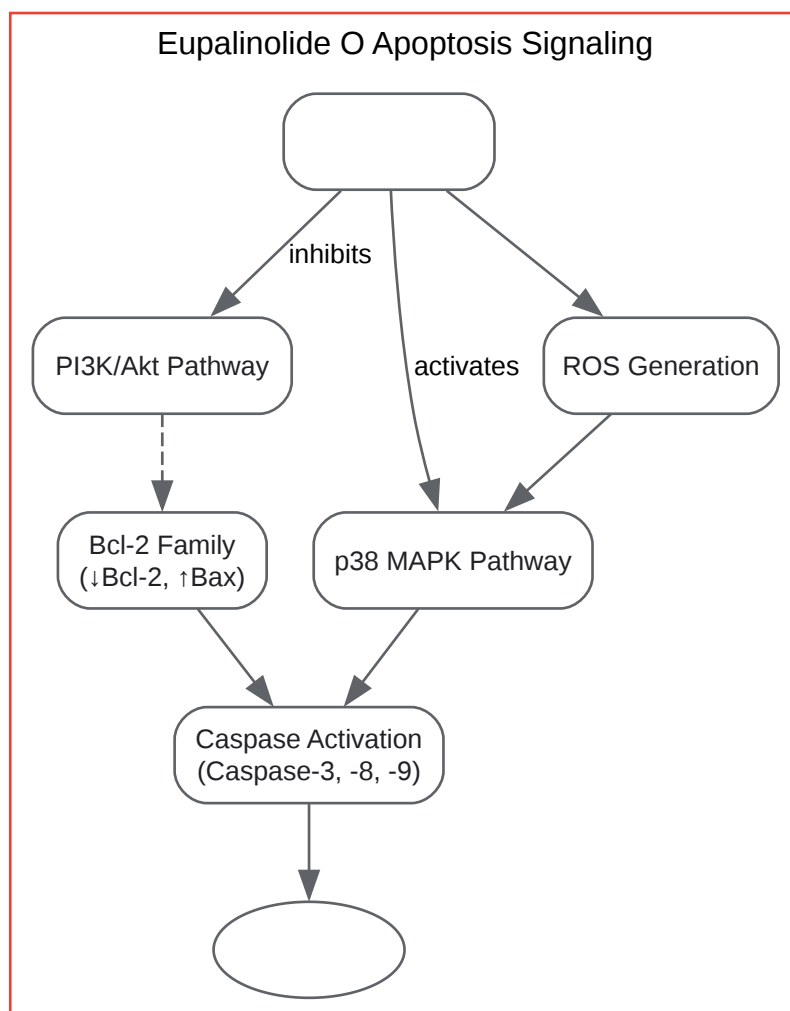 Eupalinolide O Apoptosis Signaling
inhibits
PI3K/Akt Pathway
activates
ROS Generation
Bcl-2 Family
(↓Bcl-2, ↑Bax)
p38 MAPK Pathway
Caspase Activation
(Caspase-3, -8, -9)